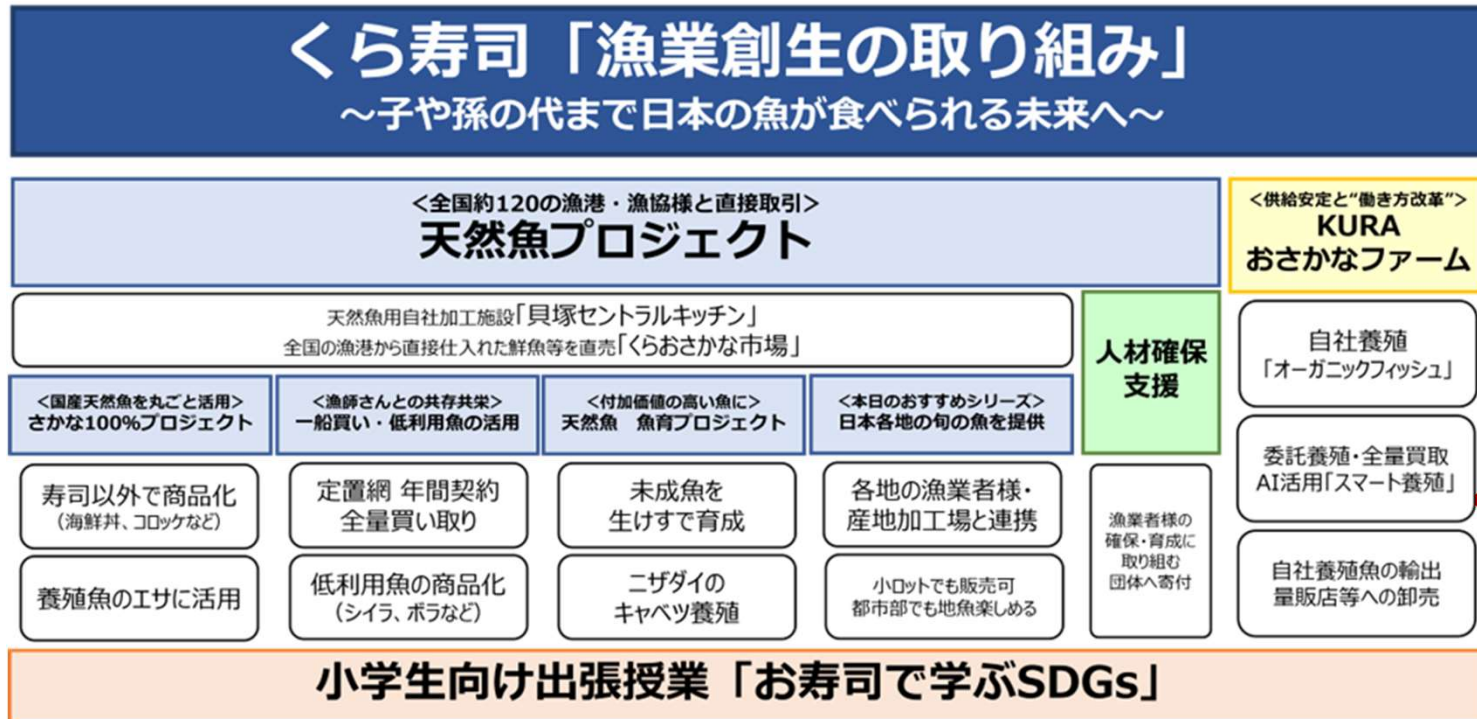 くら寿司「漁業創生の取り組み」
～子や孫の代まで日本の魚が食べられる未来へ～
＜全国約120の漁港・漁協様と直接取引＞
天然魚プロジェクト
天然魚用自社加工施設「貝塚セントラルキッチン」
全国の漁港から直接仕入れた鮮魚等を直売「くらおさかな市場」
＜国産天然魚を丸ごと活用＞
さかな100%プロジェクト
寿司以外で商品化
（海鮮丼、コロッケなど）
養殖魚のエサに活用
＜漁師さんとの共存共栄＞
一船買い・低利用魚の活用
定置網 年間契約
全量買い取り
低利用魚の商品化
（シイラ、ボラなど）
＜付加価値の高い魚に＞
天然魚　魚育プロジェクト
未成魚を
生けすで育成
ニザダイの
キャベツ養殖
＜本日のおすすめシリーズ＞
日本各地の旬の魚を提供
各地の漁業者様・
産地加工場と連携
小ロットでも販売可
都市部でも地魚楽しめる
人材確保
支援
漁業者様の
確保・育成に
取り組む
団体へ寄付
＜供給安定と“働き方改革”＞
KURA
おさかなファーム
自社養殖
「オーガニックフィッシュ」
委託養殖・全量買取
AI活用「スマート養殖」
自社養殖魚の輸出
量販店等への卸売
小学生向け出張授業「お寿司で学ぶSDGs」